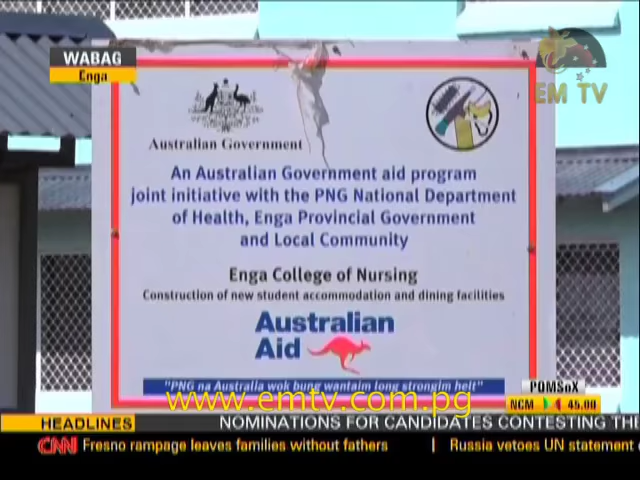 WABAG
Enga
EM TV
Australian Government
An Australian Government aid program
joint initiative with the PNG National Department
of Health, Enga Provincial Government
and Local Community
Enga College of Nursing
Construction of new student accommodation and dining facilities
Australian
Aid
"PNG na Australia wok bung wantaim long strongim helt"
www.emtv.com.pg
POMSoX
NCM 45.00
HEADLINES
NOMINATIONS FOR CANDIDATES CONTESTING THE
CNN Fresno rampage leaves families without fathers | Russia vetoes UN statement